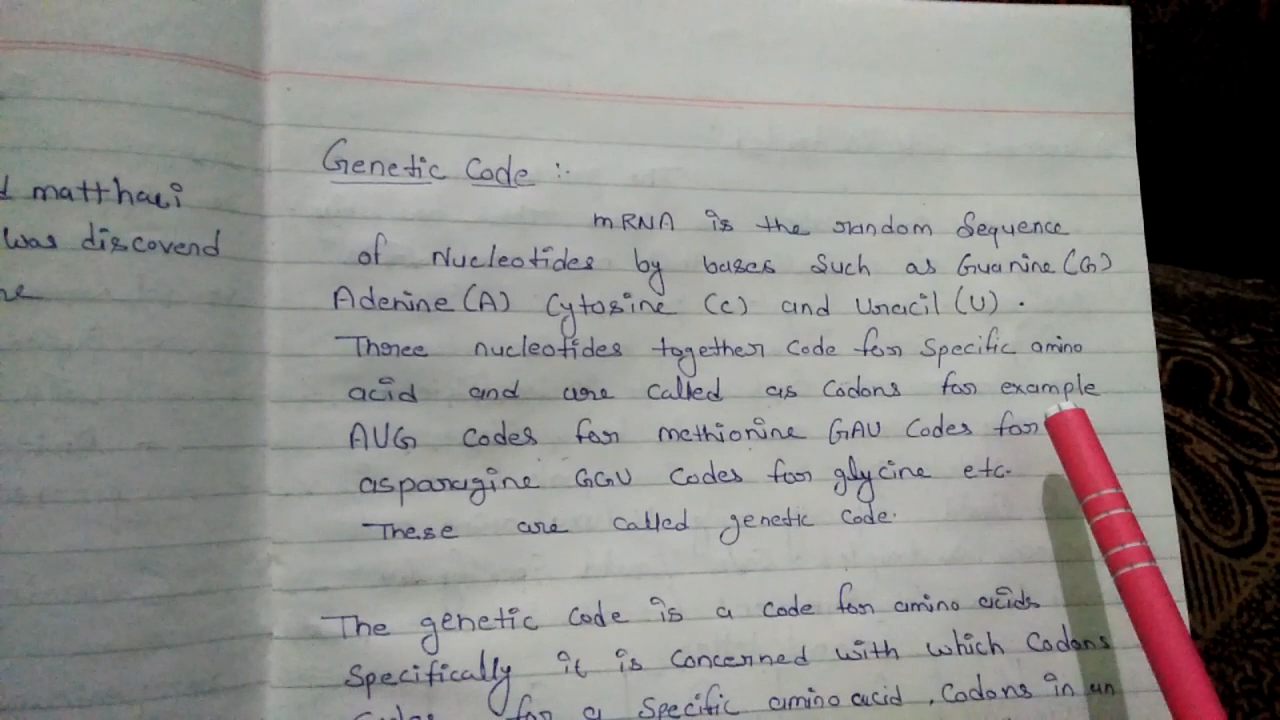 d matthaei
was discoverd
re
Genetic Code :-
mRNA is the random Sequence
of Nucleotides by bases Such as Guanine (G)
Adenine (A) Cytosine (C) and Uracil (U) .
Three nucleotides together Code for Specific amino
acid and are called as Codons for example
AUG codes for methionine GAU Codes for
asparagine GGU Codes for glycine etc.
These are called genetic code.
The genetic Code is a code for amino acids
Specifically it is Concerned with which Codons
for a Specific amino acid . Codons in an